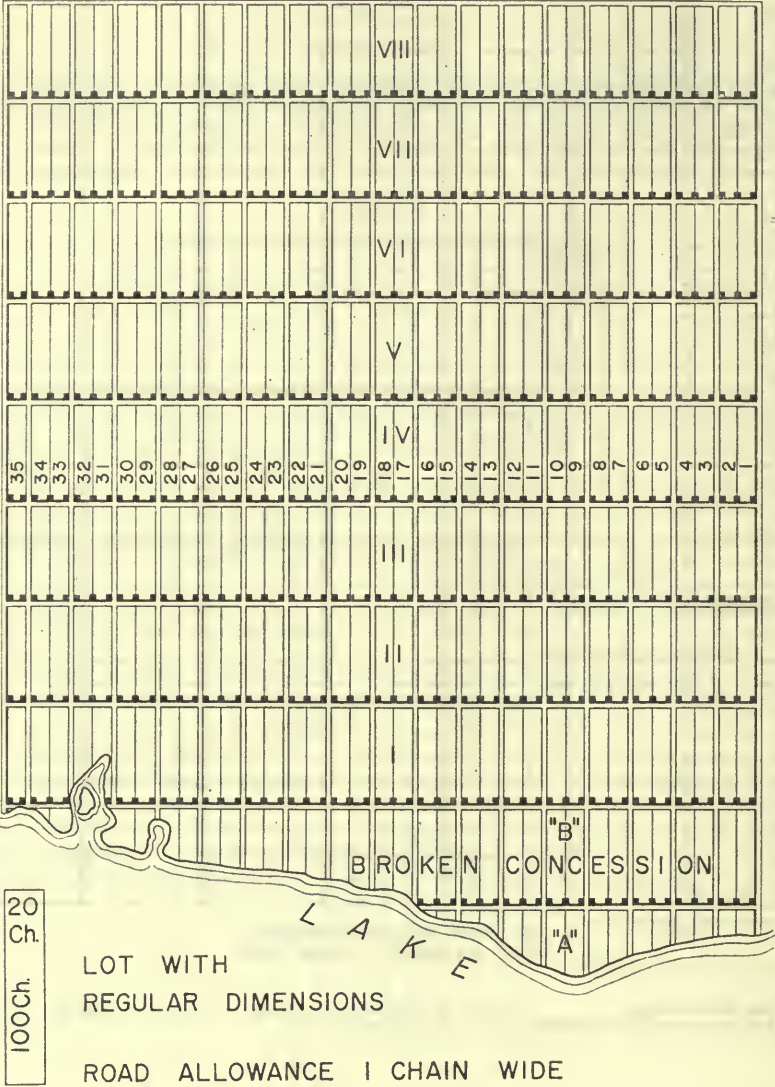 VIII
VII
VI
V
IV
35 34 33 32 31 30 29 28 27 26 25 24 23 22 21 20 19 18 17 16 15 14 13 12 11 10 9 8 7 6 5 4 3 2 1
III
II
I
"B"
BROKEN CONCESSION
"A"
LAKE
20 Ch.
100Ch.
LOT WITH
REGULAR DIMENSIONS
ROAD ALLOWANCE 1 CHAIN WIDE